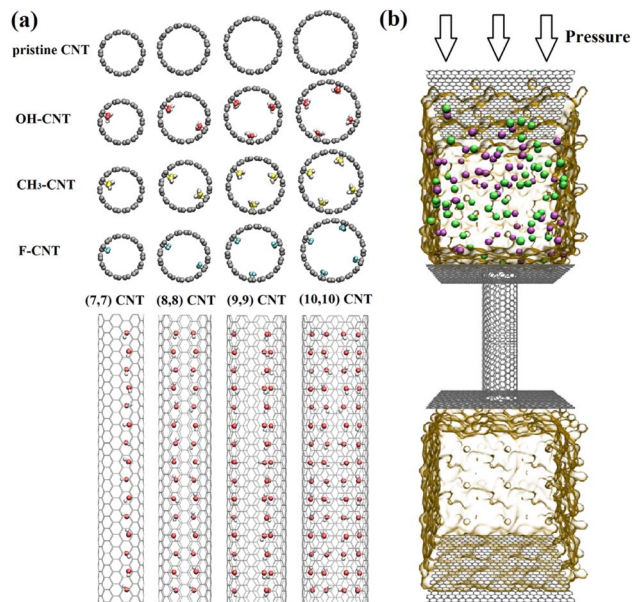 (a)
pristine CNT
OH-CNT
CH₃-CNT
F-CNT
(7,7) CNT (8,8) CNT (9,9) CNT (10,10) CNT
(b)
Pressure